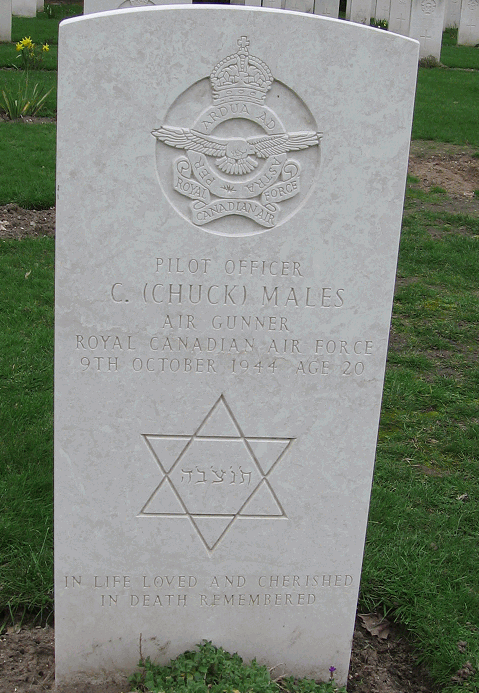 PER ARDUA AD ASTRA
ROYAL CANADIAN AIR FORCE
PILOT OFFICER
C. (CHUCK) MALES
AIR GUNNER
ROYAL CANADIAN AIR FORCE
9TH OCTOBER 1944 AGE 20
תנצבה
IN LIFE LOVED AND CHERISHED
IN DEATH REMEMBERED